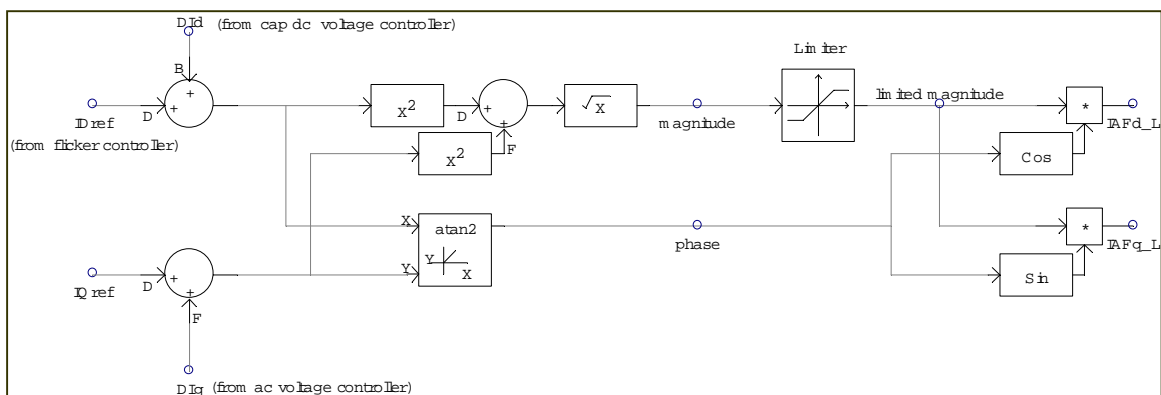 DId (from cap dc voltage controller)
B
+
+
D
IDref
(from flicker controller)
X²
D
+
+
F
√X
X²
magnitude
Limiter
limited magnitude
*
IAFd_L
Cos
X
atan2
Y
Y
X
phase
*
IAFq_L
Sin
IQref
D
+
+
F
DIq (from ac voltage controller)